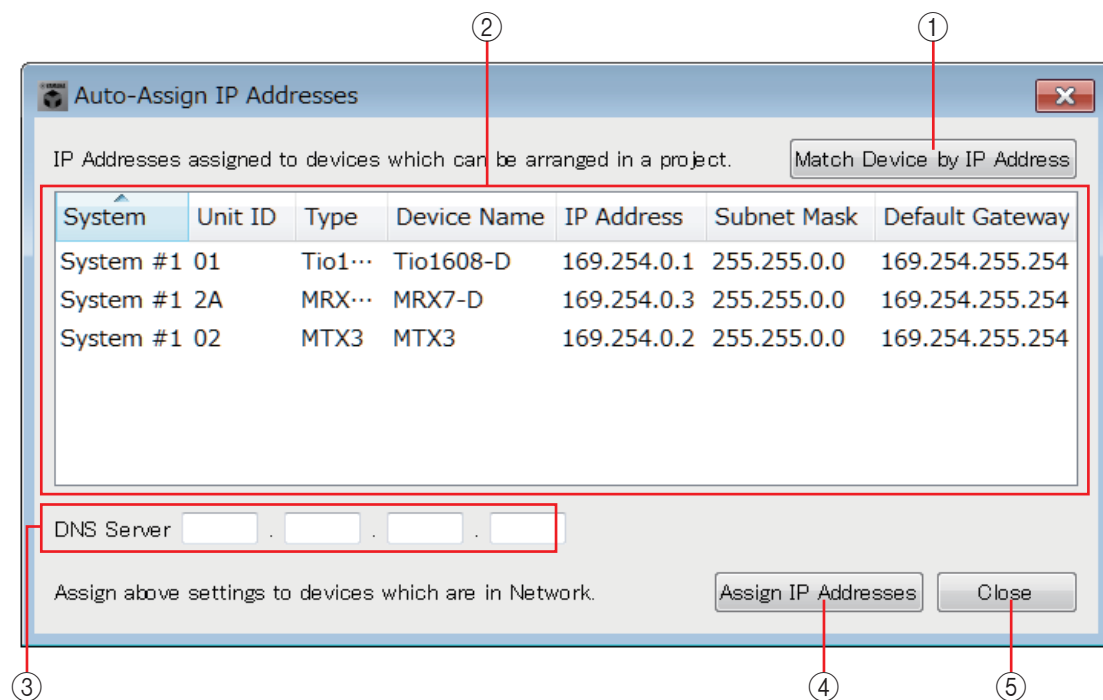 ② ①
Auto-Assign IP Addresses
IP Addresses assigned to devices which can be arranged in a project. Match Device by IP Address
System Unit ID Type Device Name IP Address Subnet Mask Default Gateway
System #1 01 Tio1··· Tio1608-D 169.254.0.1 255.255.0.0 169.254.255.254
System #1 2A MRX··· MRX7-D 169.254.0.3 255.255.0.0 169.254.255.254
System #1 02 MTX3 MTX3 169.254.0.2 255.255.0.0 169.254.255.254
DNS Server . . .
Assign above settings to devices which are in Network. Assign IP Addresses Close
③ ④ ⑤